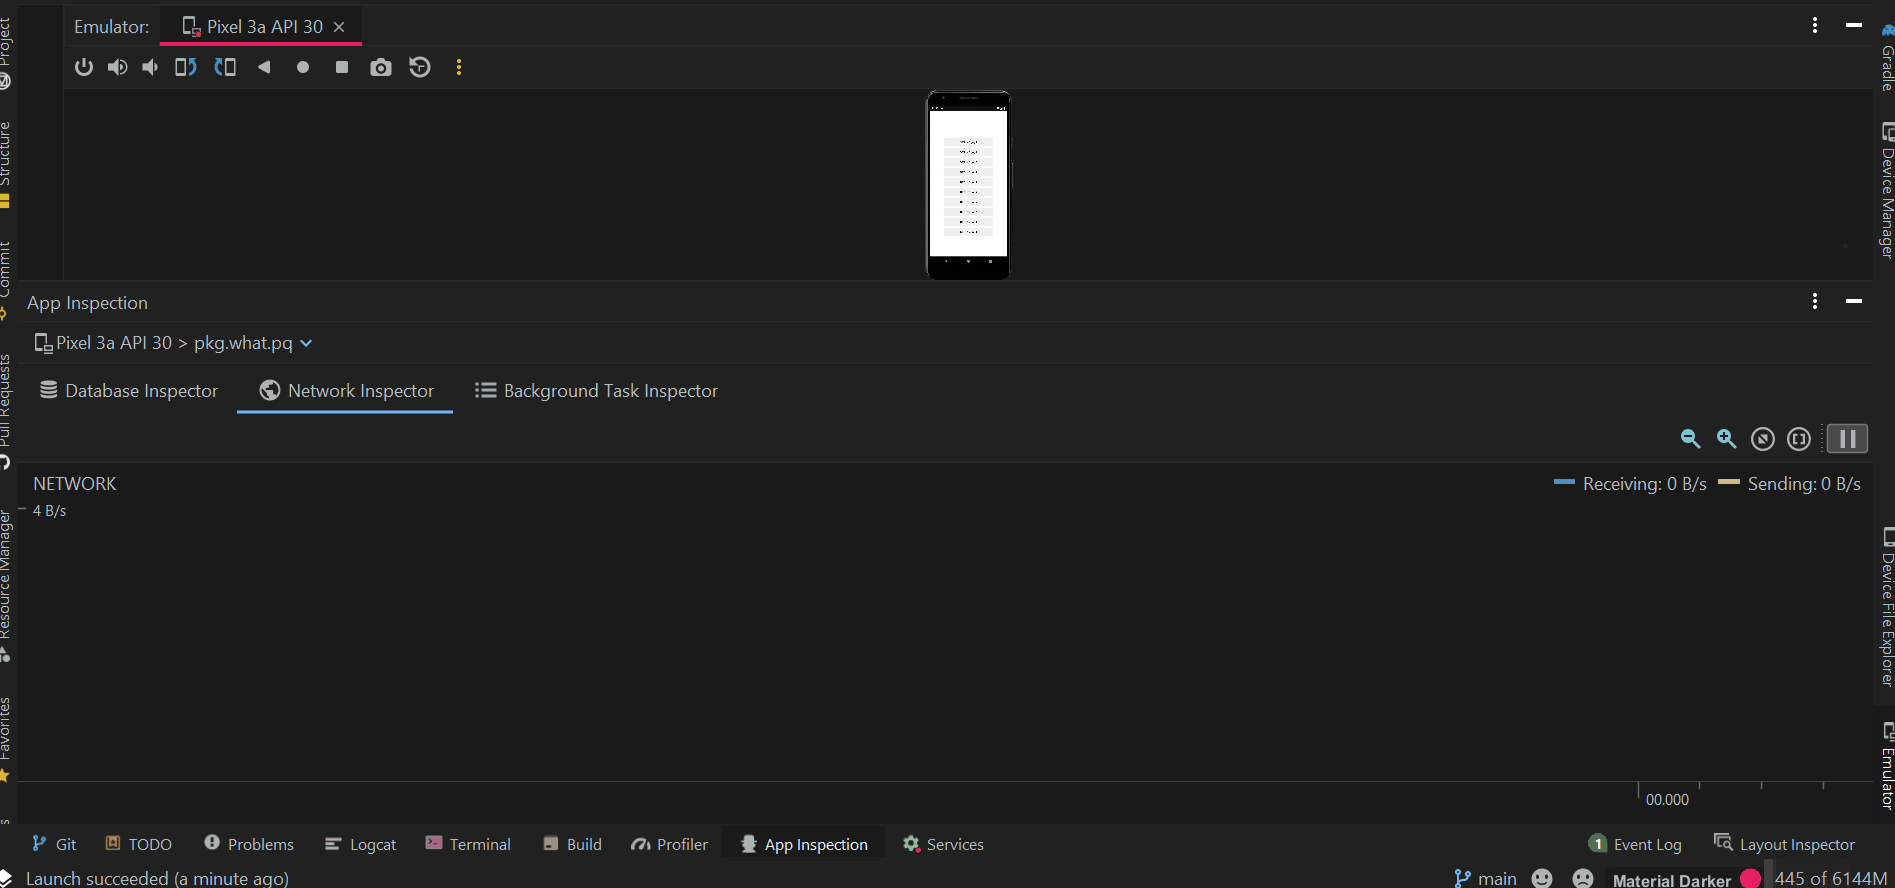 Emulator: Pixel 3a API 30
App Inspection
Pixel 3a API 30 > pkg.what.pq
Database Inspector Network Inspector Background Task Inspector
NETWORK Receiving: 0 B/s Sending: 0 B/s
4 B/s
00.000
Git TODO Problems Logcat Terminal Build Profiler App Inspection Services 1 Event Log Layout Inspector
Launch succeeded (a minute ago) main Material Darker 445 of 6144M
Project
Structure
Commit
Pull Requests
Resource Manager
Favorites
Gradle
Device Manager
Device File Explorer
Emulator